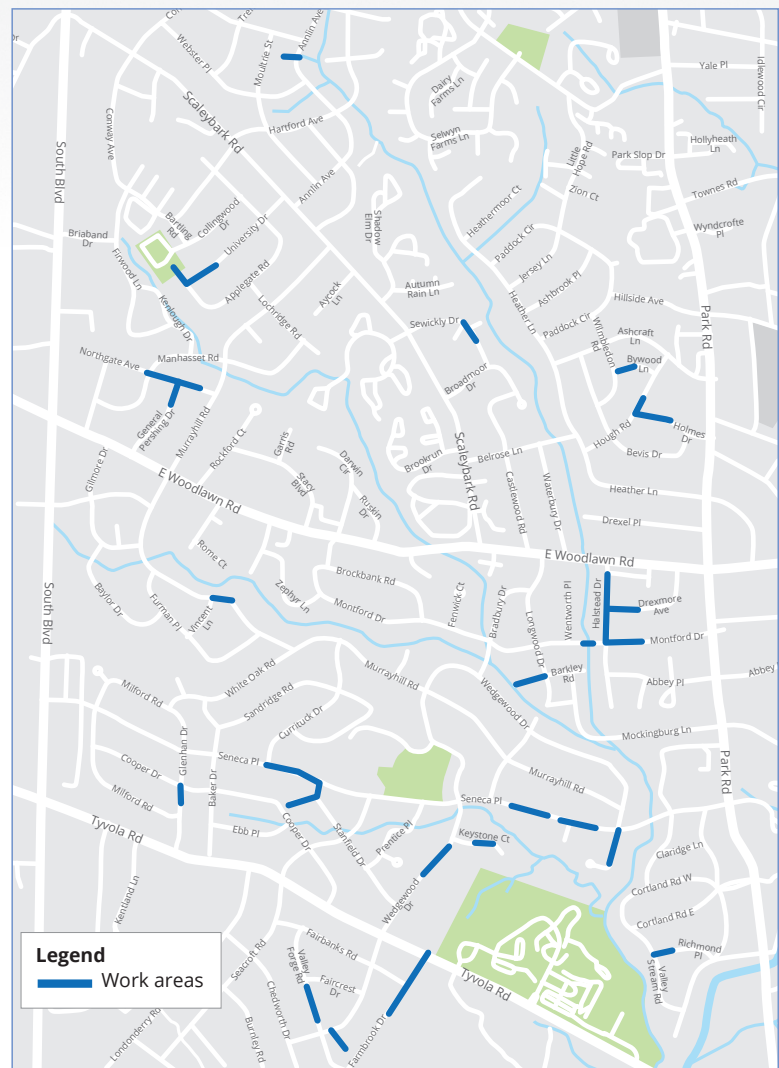 Annlin Ave
Moultrie St
Webster Pl
Yale Pl
Idlewood Cir
Dairy
Farms Ln
Scaleybark Rd
Conway Ave
Hartford Ave
Selwyn
Farms Ln
Little
Hope Rd
Park Slop Dr
Hollyheath
Ln
South Blvd
Annlin Ave
Zion Ct
Townes Rd
Heathermoor Ct
Shadow
Elm Dr
Bartling
Rd
Collingwood
Dr
University Dr
Briaband
Dr
Wyndcrofte
Pl
Paddock Cir
Firwood Ln
Jersey Ln
Applegate Rd
Autumn
Rain Ln
Ashbrook Pl
Aycock
Ln
Hillside Ave
Heather Ln
Lochridge Rd
Kenlough Dr
Sewickly Dr
Paddock Cir
Wilmbledon
Rd
Ashcraft
Ln
Park Rd
Northgate Ave
Manhasset Rd
Bywood
Ln
Broadmoor
Dr
General
Pershing Dr
Murrayhill Rd
Holmes
Dr
Hough Rd
Rockford Ct
Garris
Rd
Gilmore Dr
Darwin
Cir
Brookrun
Dr
Scaleybark Rd
Belrose Ln
Bevis Dr
E Woodlawn Rd
Stacy
Blvd
Ruskin
Dr
Castlewood Rd
Waterbury Dr
Heather Ln
Drexel Pl
Rome Ct
E Woodlawn Rd
South Blvd
Baylor Dr
Furman Pl
Vincent
Ln
Zephyr Ln
Brockbank Rd
Montford Dr
Fenwick Ct
Bradbury Dr
Longwood Dr
Wentworth Pl
Halstead Dr
Drexmore
Ave
Montford Dr
White Oak Rd
Murrayhill Rd
Barkley
Rd
Abbey Pl
Abbey
Milford Rd
Sandridge Rd
Wedgewood Dr
Currituck Dr
Mockingburg Ln
Glenhan Dr
Seneca Pl
Cooper Dr
Baker Dr
Murrayhill Rd
Park Rd
Milford Rd
Seneca Pl
Tyvola Rd
Ebb Pl
Cooper Dr
Stanfield Dr
Prentice Pl
Keystone Ct
Claridge Ln
Kentland Ln
Wedgewood
Dr
Cortland Rd W
Cortland Rd E
Legend
Work areas
Seacroft Rd
Fairbanks Rd
Valley
Forge Rd
Faircrest
Dr
Richmond
Pl
Valley
Stream Rd
Tyvola Rd
Chedworth Dr
Londonderry Rd
Burnley Rd
Farmbrook Dr